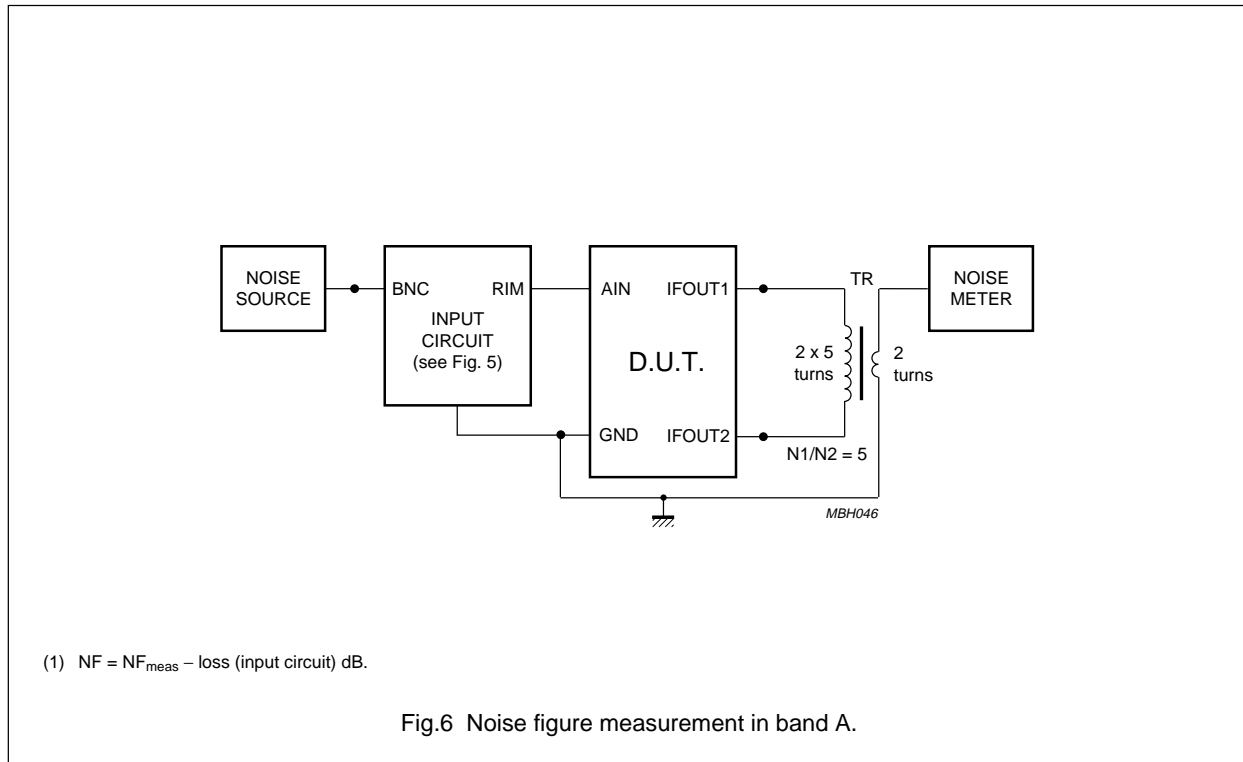 NOISE
SOURCE
BNC
RIM
INPUT
CIRCUIT
(see Fig. 5)
AIN
IFOUT1
D.U.T.
GND
IFOUT2
TR
2 x 5
turns
2
turns
N1/N2 = 5
NOISE
METER
MBH046
(1) NF = NFmeas − loss (input circuit) dB.
Fig.6 Noise figure measurement in band A.